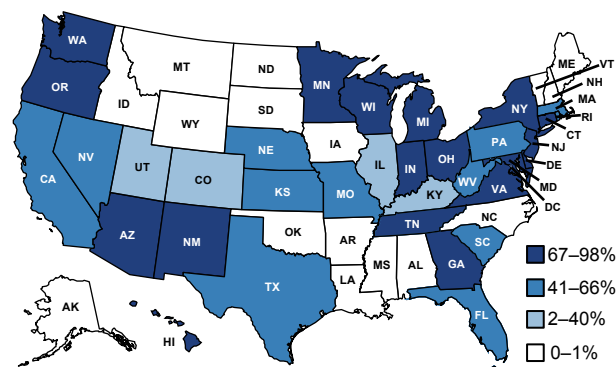 WA
OR
CA
NV
ID
MT
WY
UT
CO
AZ
NM
ND
SD
NE
KS
OK
TX
MN
IA
MO
AR
LA
WI
IL
MI
IN
OH
KY
TN
MS
AL
GA
FL
SC
NC
VA
WV
PA
NY
ME
VT
NH
MA
RI
CT
NJ
DE
MD
DC
AK
HI
67–98%
41–66%
2–40%
0–1%